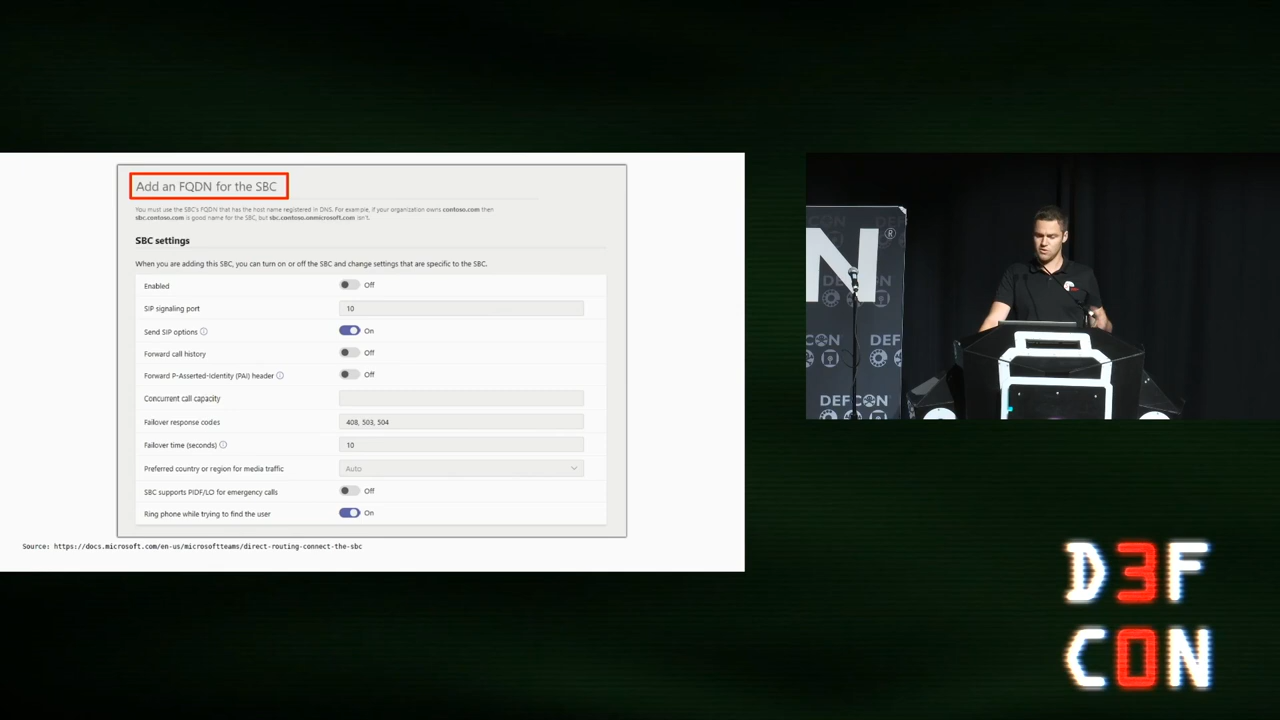 Add an FQDN for the SBC
You must use the SBC's FQDN that has the host name registered in DNS. For example, if your organization owns contoso.com then
sbc.contoso.com is good name for the SBC, but sbc.contoso.onmicrosoft.com isn't.
SBC settings
When you are adding this SBC, you can turn on or off the SBC and change settings that are specific to the SBC.
Enabled Off
SIP signaling port 10
Send SIP options On
Forward call history Off
Forward P-Asserted-Identity (PAI) header Off
Concurrent call capacity
Failover response codes 408, 503, 504
Failover time (seconds) 10
Preferred country or region for media traffic Auto
SBC supports PIDF/LO for emergency calls Off
Ring phone while trying to find the user On
Source: https://docs.microsoft.com/en-us/microsoftteams/direct-routing-connect-the-sbc
N ®
DEFCON
DEFCON
DEF
DEFCON
D3F
C0N